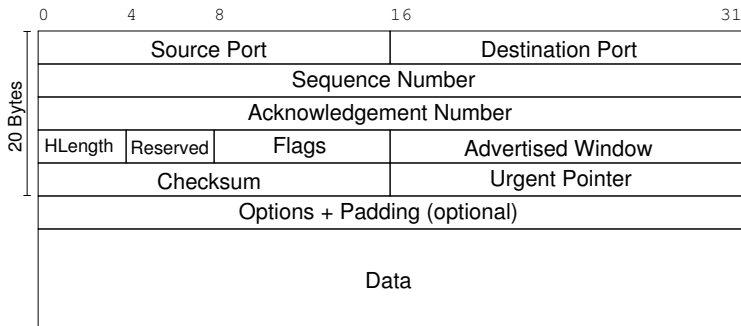 0 4 8 16 31
Source Port Destination Port
Sequence Number
Acknowledgement Number
HLength Reserved Flags Advertised Window
Checksum Urgent Pointer
Options + Padding (optional)
Data
20 Bytes